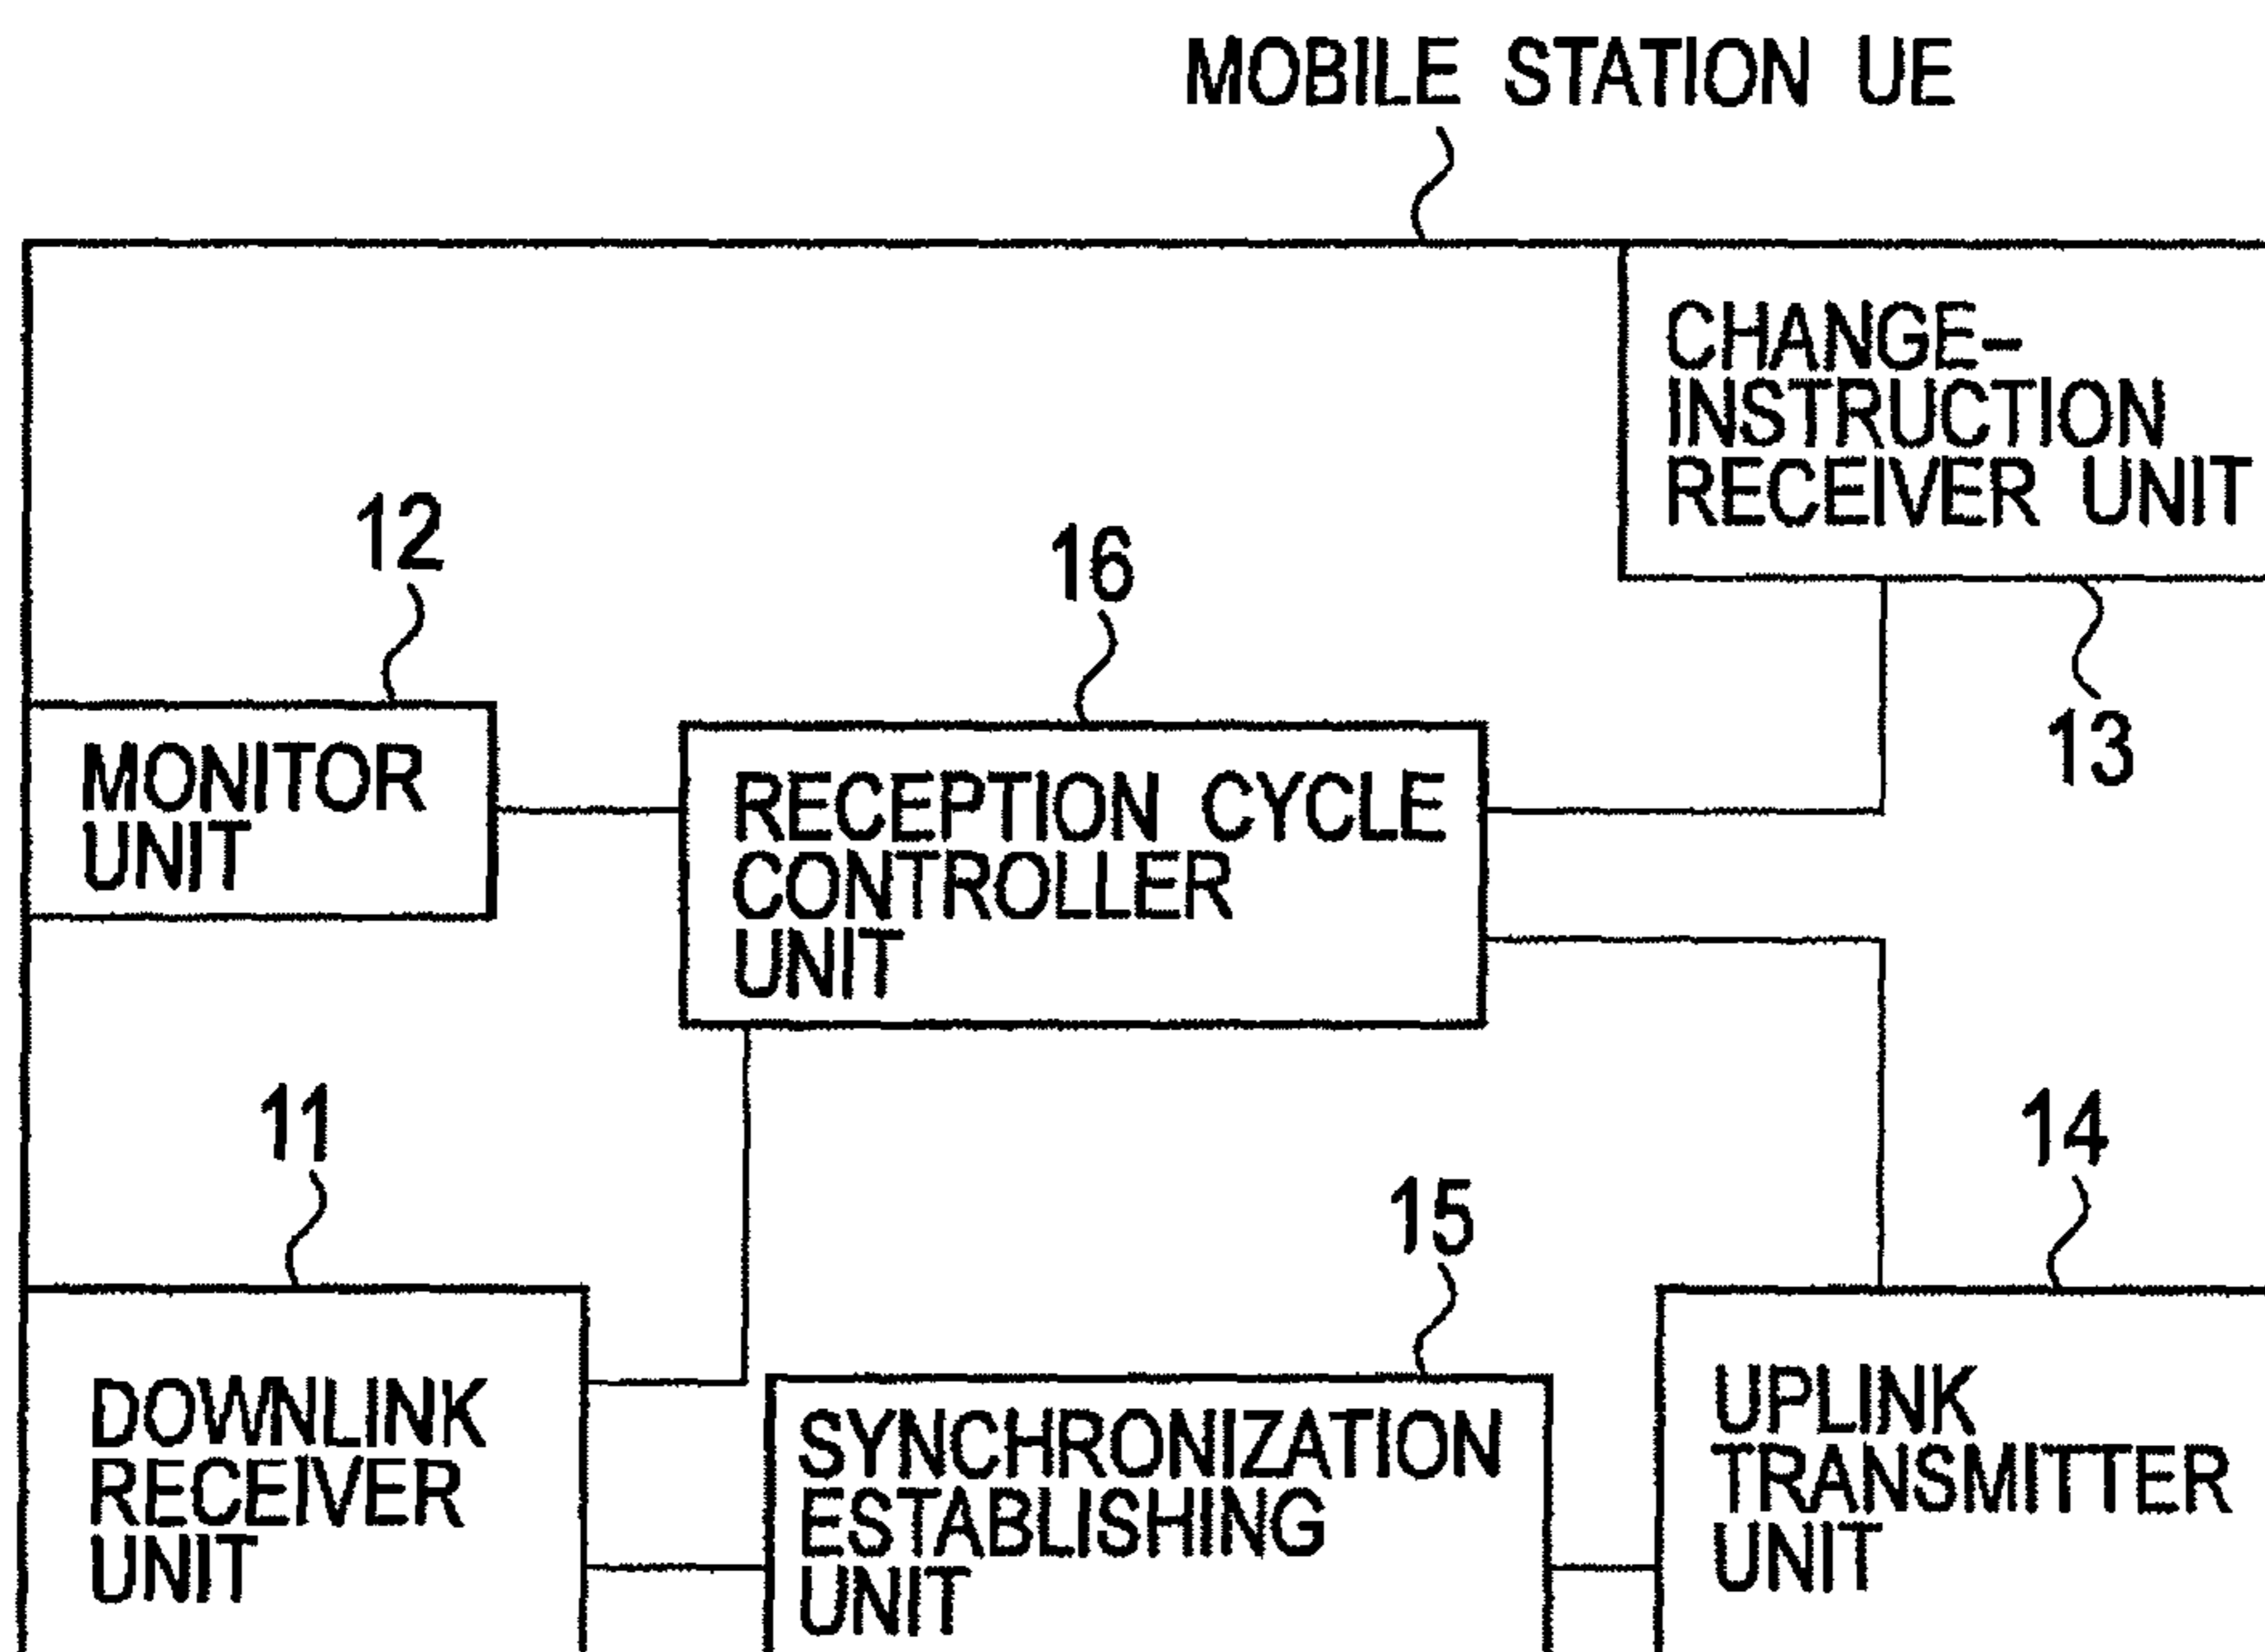 MOBILE STATION UE
CHANGE-
INSTRUCTION
RECEIVER UNIT
12
16
13
MONITOR
UNIT
RECEPTION CYCLE
CONTROLLER
UNIT
11
14
15
DOWNLINK
RECEIVER
UNIT
SYNCHRONIZATION
ESTABLISHING
UNIT
UPLINK
TRANSMITTER
UNIT